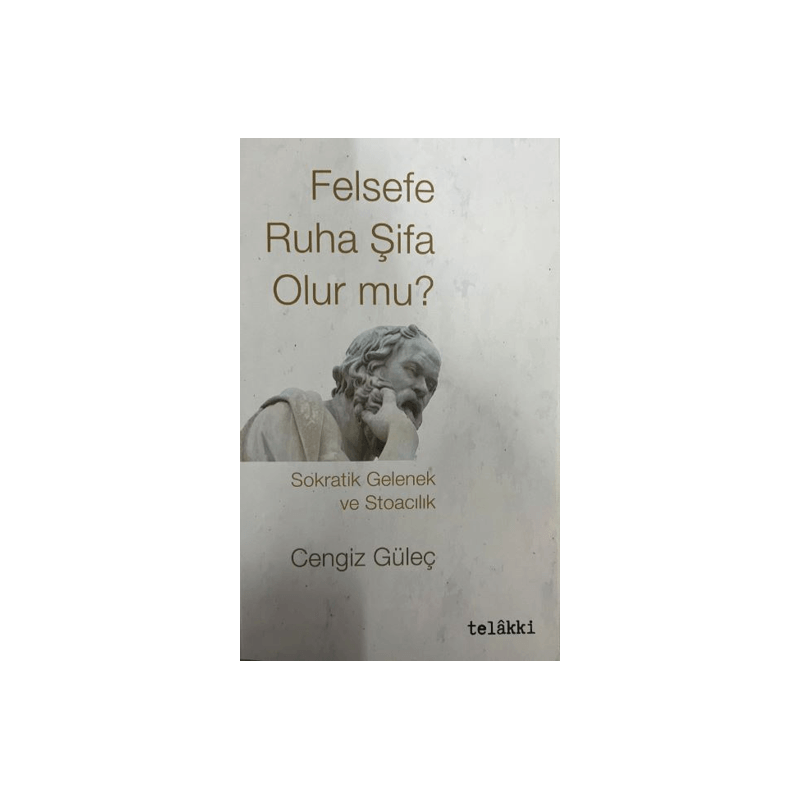 Felsefe
Ruha Şifa
Olur mu?
Sokratik Gelenek
ve Stoacılık
Cengiz Güleç
telâkki